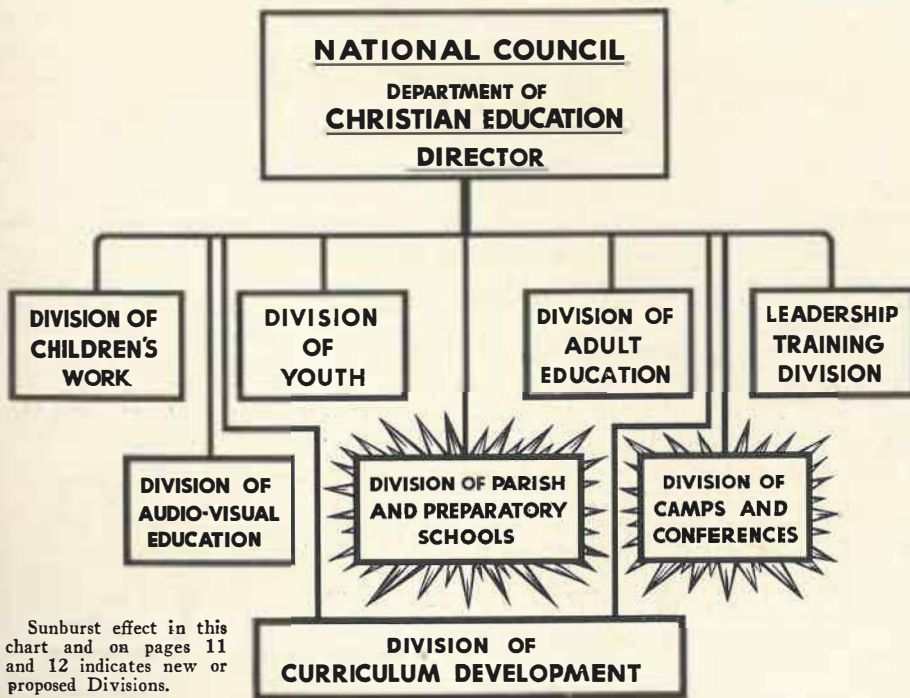 NATIONAL COUNCIL
DEPARTMENT OF
CHRISTIAN EDUCATION
DIRECTOR
DIVISION OF
CHILDREN'S
WORK
DIVISION
OF
YOUTH
DIVISION OF
ADULT
EDUCATION
LEADERSHIP
TRAINING
DIVISION
DIVISION OF
AUDIO-VISUAL
EDUCATION
DIVISION OF PARISH
AND PREPARATORY
SCHOOLS
DIVISION OF
CAMPS AND
CONFERENCES
Sunburst effect in this
chart and on pages 11
and 12 indicates new or
proposed Divisions.
DIVISION OF
CURRICULUM DEVELOPMENT